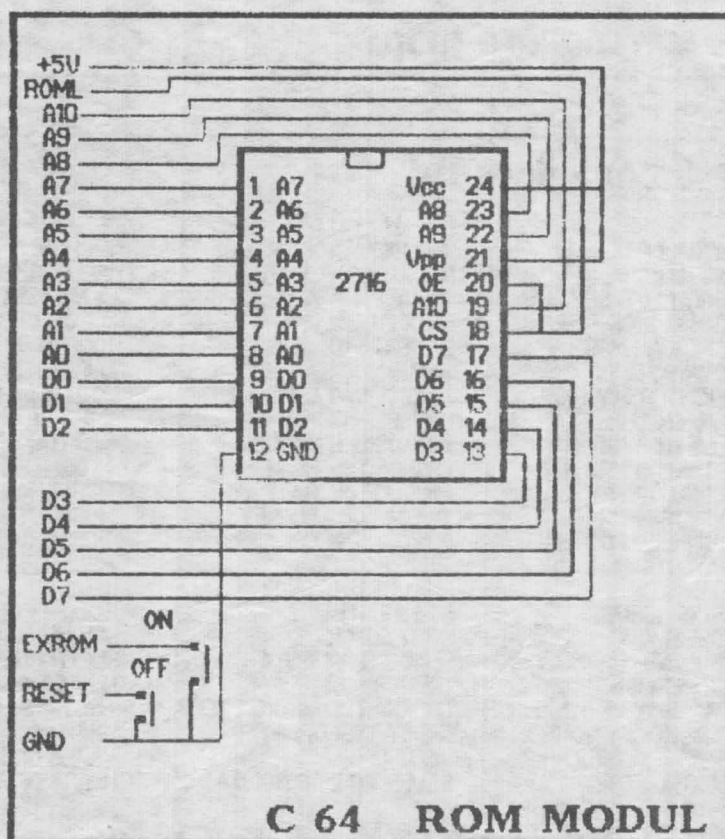 +5V
ROML
A10
A9
A8
A7 1 A7 Vcc 24
A6 2 A6 A8 23
A5 3 A5 A9 22
A4 4 A4 Vpp 21
A3 5 A3 2716 OE 20
A2 6 A2 A10 19
A1 7 A1 CS 18
A0 8 A0 D7 17
D0 9 D0 D6 16
D1 10 D1 D5 15
D2 11 D2 D4 14
12 GND D3 13
D3
D4
D5
D6
D7
ON
EXROM
OFF
RESET
GND
C 64 ROM MODUL